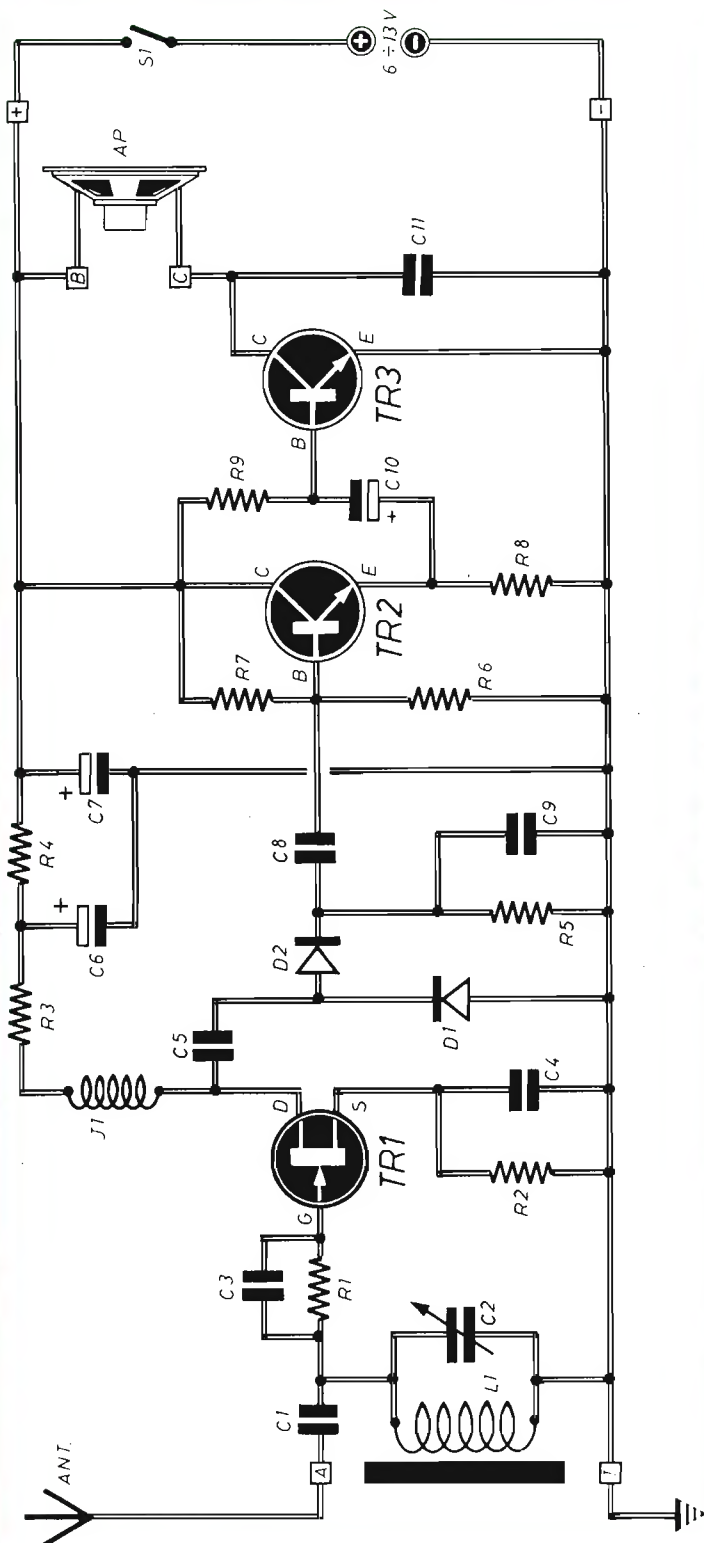 ANT.
A
C1
C3
R1
C2
L1
T
G
D
S
TR1
R2
C4
J1
R3
C5
D1
D2
C6
+
R4
C7
+
R5
C9
C8
R7
R6
B
C
E
TR2
R9
C10
+
R8
B
C
E
TR3
B
C
AP
C11
+
S1
+
-
6÷13V
-